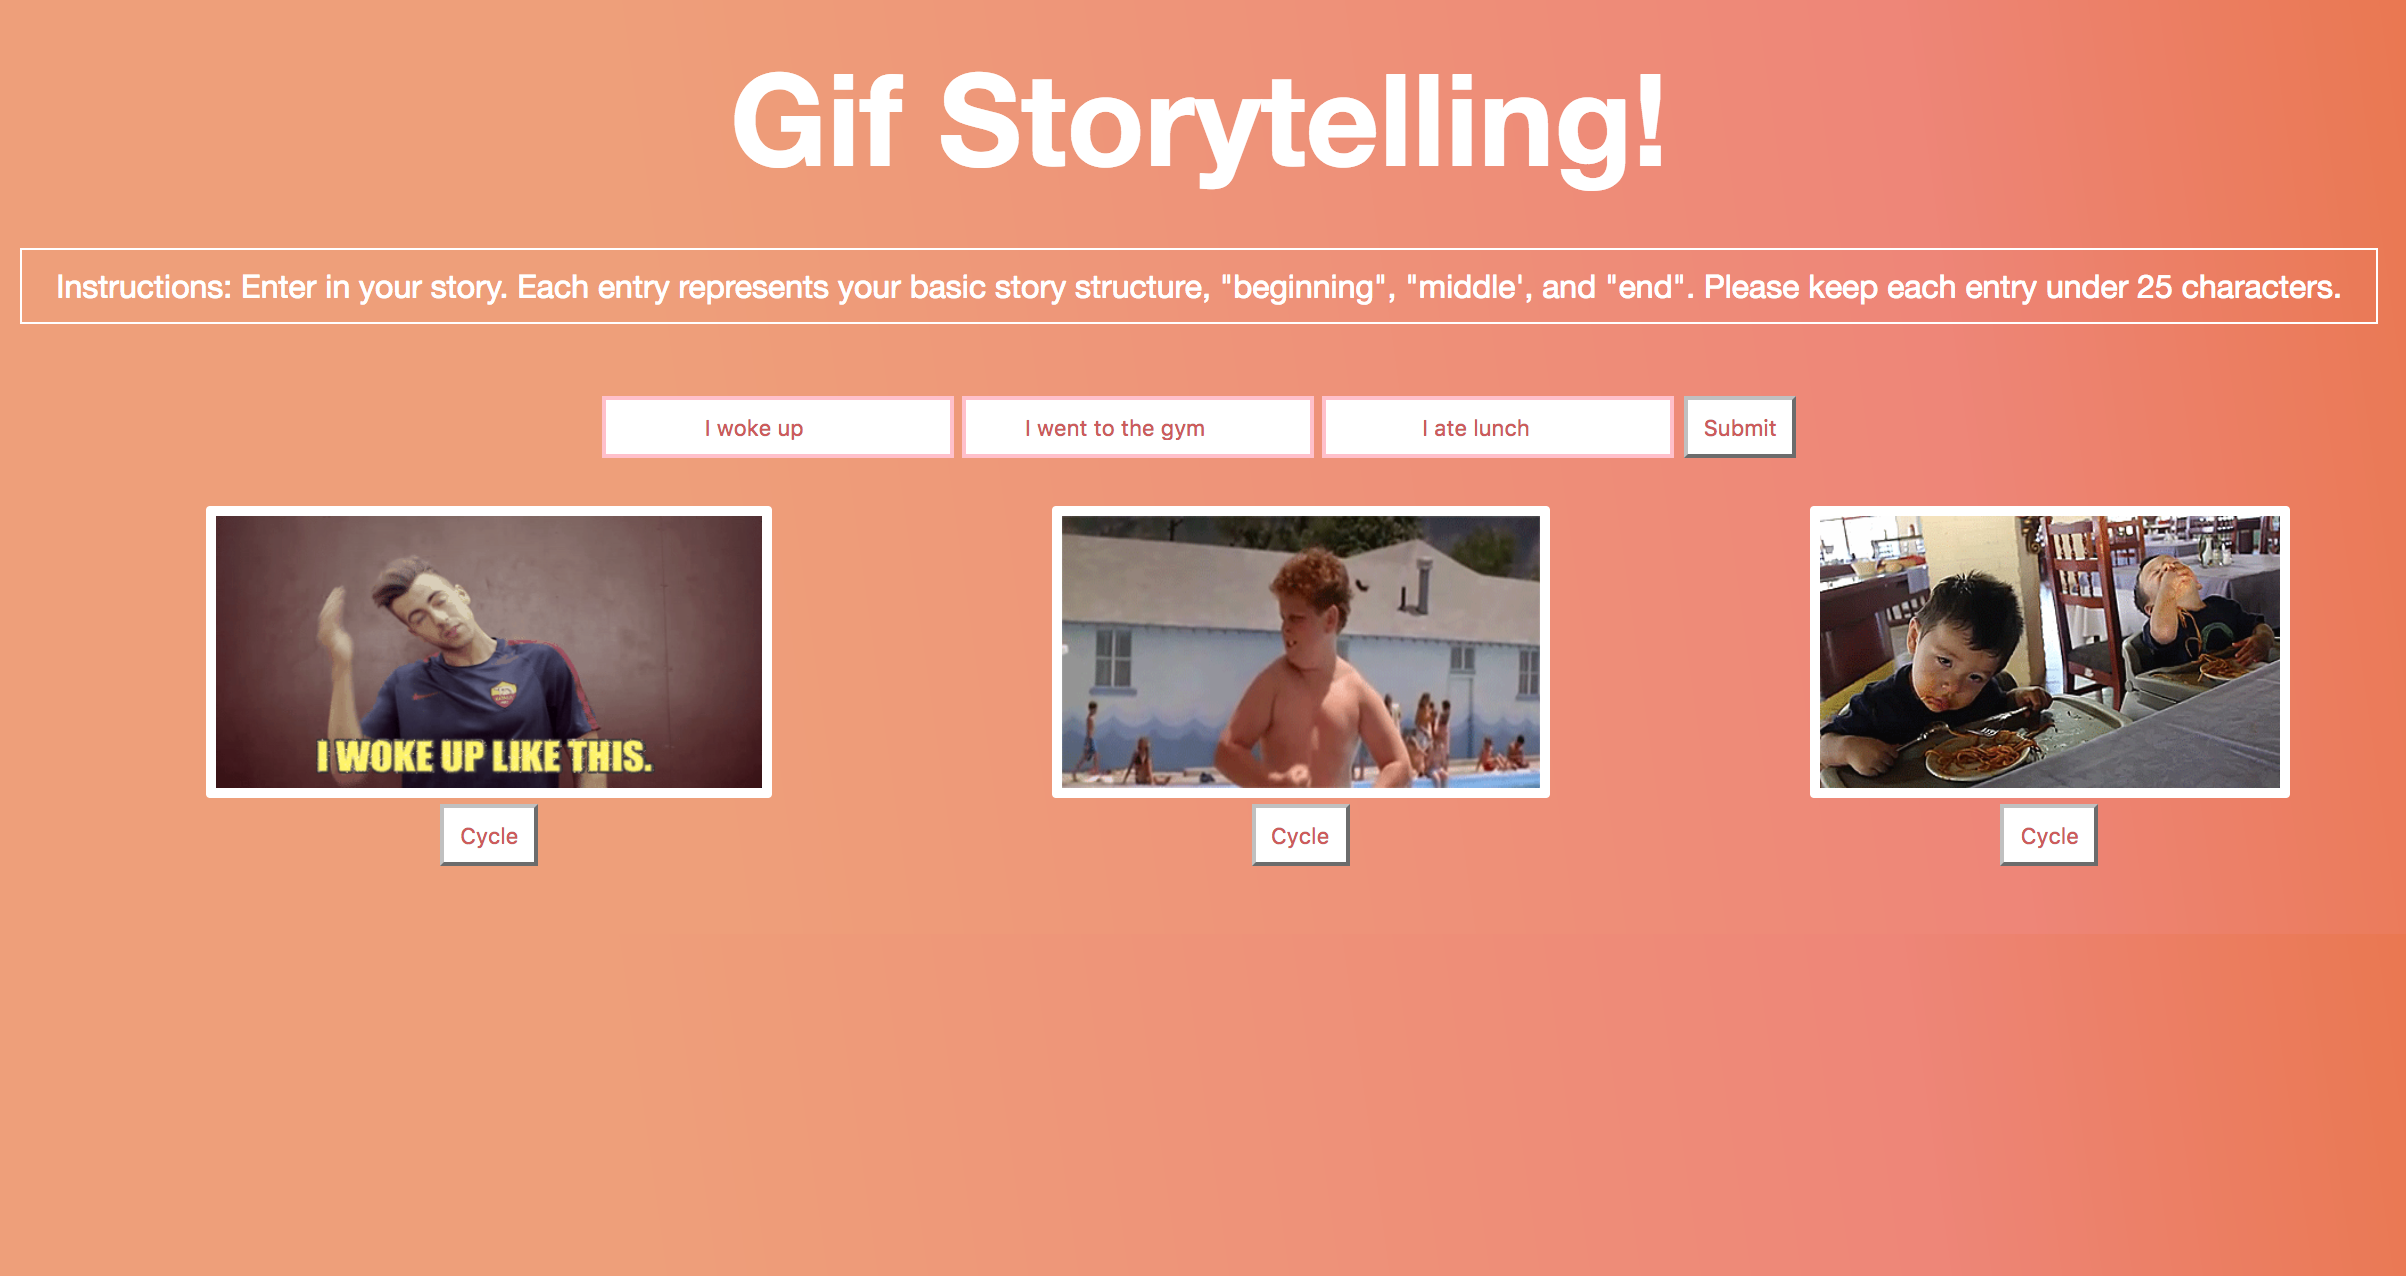 Gif Storytelling!
Instructions: Enter in your story. Each entry represents your basic story structure, "beginning", "middle', and "end". Please keep each entry under 25 characters.
I woke up
I went to the gym
I ate lunch
Submit
I WOKE UP LIKE THIS.
Cycle
Cycle
Cycle